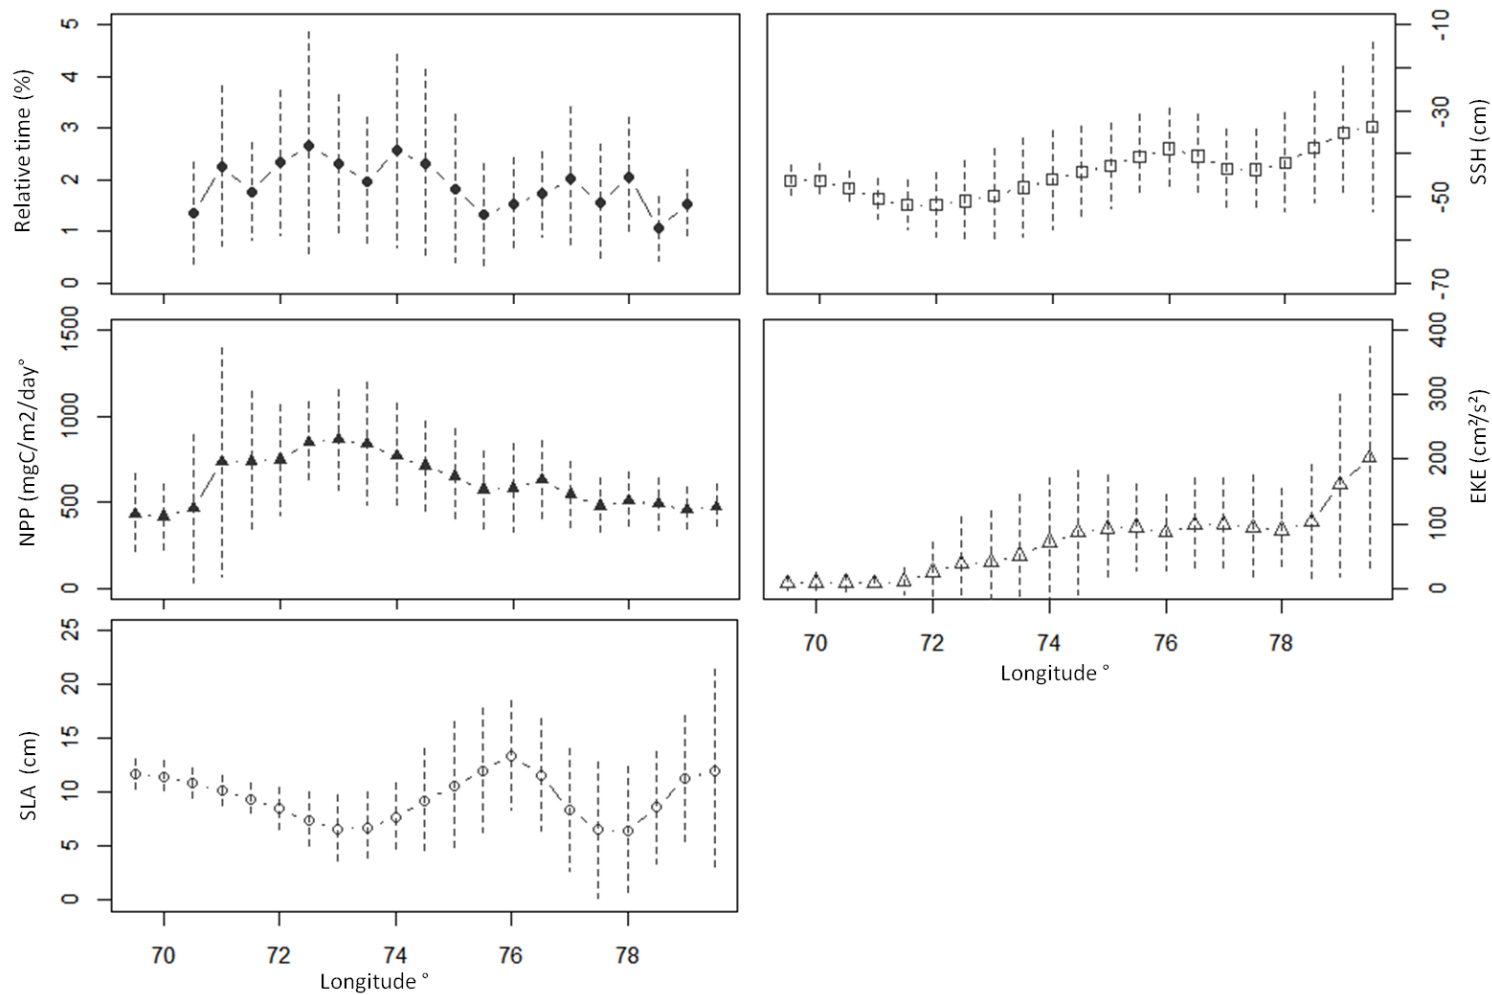 Relative time (%)
5
4
3
2
1
0
SSH (cm)
-10
-30
-50
-70
NPP (mgC/m2/day°
1500
1000
500
0
EKE (cm²/s²)
400
300
200
100
0
70 72 74 76 78
Longitude °
SLA (cm)
25
20
15
10
5
0
70 72 74 76 78
Longitude °